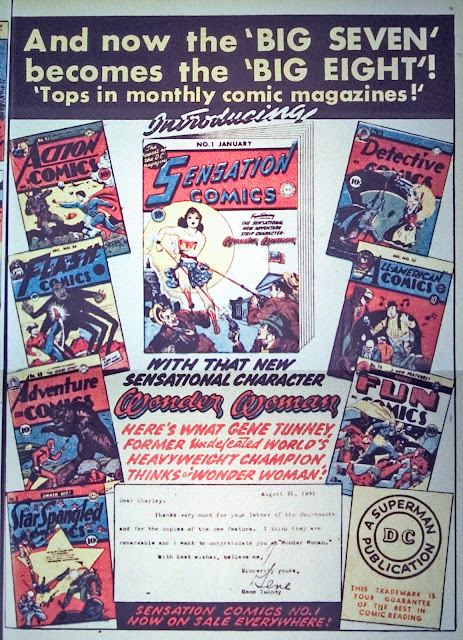 And now the 'BIG SEVEN'
becomes the 'BIG EIGHT'!
'Tops in monthly comic magazines!'
Introducing
NO. 1 JANUARY
SENSATION
COMICS
10¢
Featuring
THE SENSATIONAL
NEW ADVENTURE
STRIP CHARACTER
Wonder Woman
ACTION
COMICS
10¢
FLASH
COMICS
Adventure
COMICS
Star Spangled
COMICS
Detective
COMICS
ALL-AMERICAN
COMICS
FUN
COMICS
WITH THAT NEW
SENSATIONAL CHARACTER
Wonder Woman
HERE'S WHAT GENE TUNNEY,
FORMER undefeated WORLD'S
HEAVYWEIGHT CHAMPION
THINKS OF 'WONDER WOMAN'!
August 22, 1941
Dear Charley:
Thanks very much for your letter of the fourteenth
and for the copies of the new feature. I think they are
remarkable and I want to congratulate you on "Wonder Woman."
With best wishes, believe me,
Sincerely yours,
Gene
Gene Tunney
SENSATION COMICS NO. 1
NOW ON SALE EVERYWHERE!
A SUPERMAN
DC
PUBLICATION
THIS TRADEMARK IS
YOUR GUARANTEE
OF THE BEST IN
COMIC READING